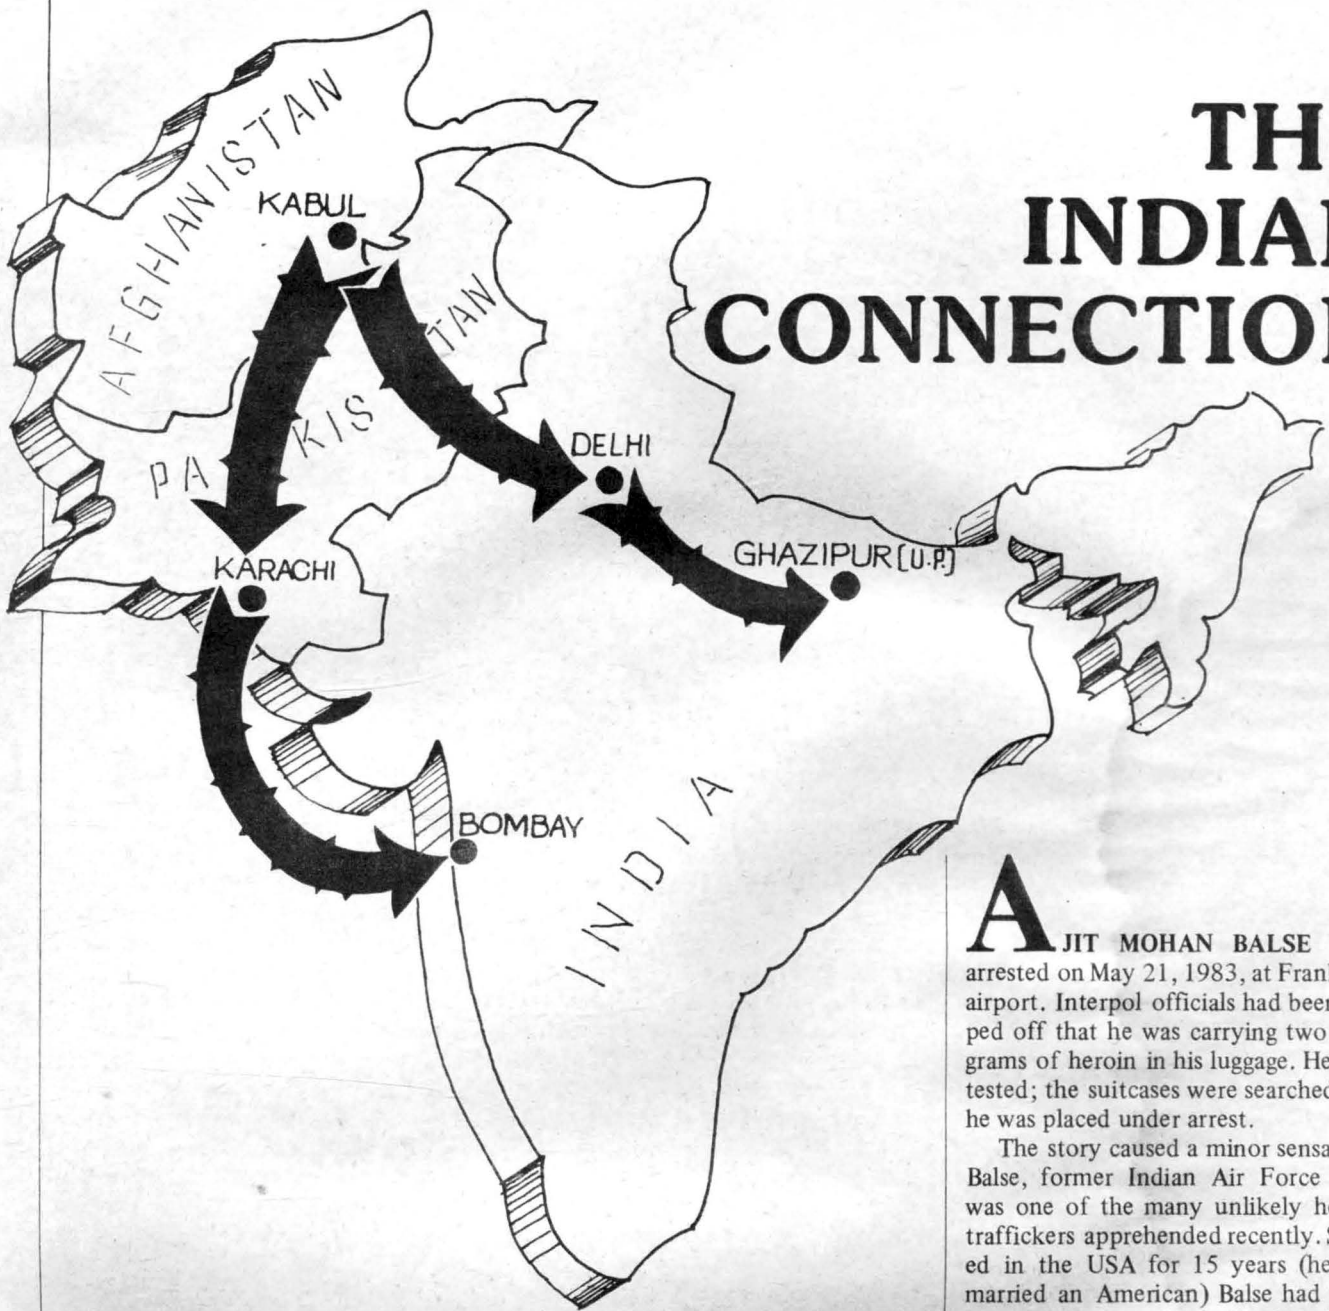 TH
INDIAN
CONNECTION
AFGHANISTAN
KABUL
PAKISTAN
DELHI
GHAZIPUR [U.P.]
KARACHI
BOMBAY
INDIA
AJIT MOHAN BALSE
arrested on May 21, 1983, at Fran
airport. Interpol officials had been
ped off that he was carrying two
grams of heroin in his luggage. He
tested; the suitcases were searched
he was placed under arrest.
The story caused a minor sensa
Balse, former Indian Air Force
was one of the many unlikely he
traffickers apprehended recently. S
ed in the USA for 15 years (he
married an American) Balse had